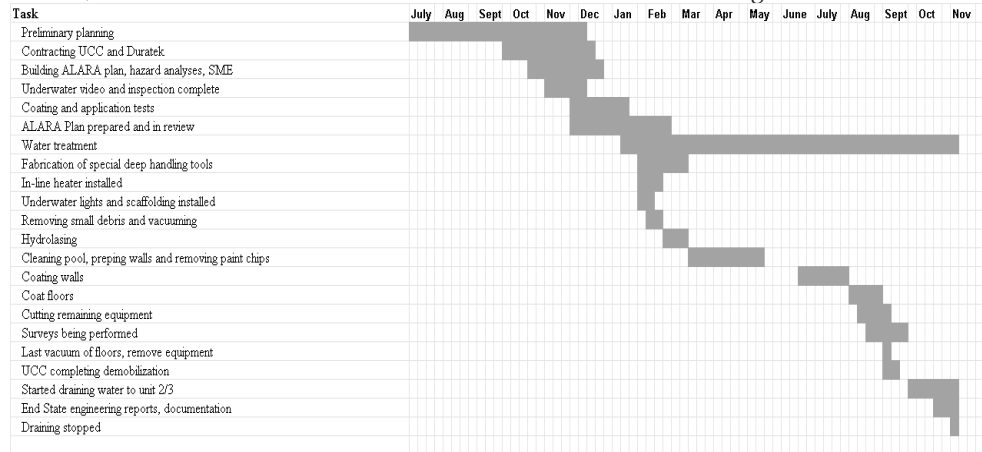 Task July Aug Sept Oct Nov Dec Jan Feb Mar Apr May June July Aug Sept Oct Nov
Preliminary planning
Contracting UCC and Duratek
Building ALARA plan, hazard analyses, SME
Underwater video and inspection complete
Coating and application tests
ALARA Plan prepared and in review
Water treatment
Fabrication of special deep handling tools
In-line heater installed
Underwater lights and scaffolding installed
Removing small debris and vacuuming
Hydrolasing
Cleaning pool, preping walls and removing paint chips
Coating walls
Coat floors
Cutting remaining equipment
Surveys being performed
Last vacuum of floors, remove equipment
UCC completing demobilization
Started draining water to unit 2/3
End State engineering reports, documentation
Draining stopped